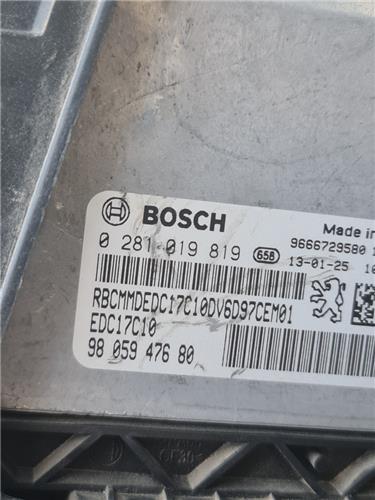 BOSCH
Made in
0 281 019 819
658
9666729580
13-01-25
RBCMMDEDC17C10DV6D97CEM01
EDC17C10
98 059 476 80